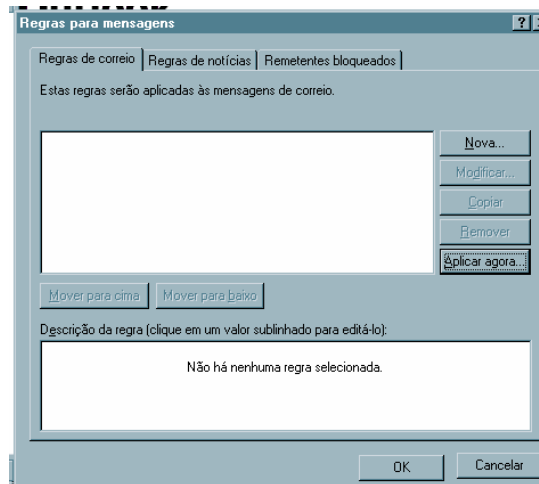 Regras para mensagens
Regras de correio Regras de notícias Remetentes bloqueados
Estas regras serão aplicadas às mensagens de correio.
Nova...
Modificar...
Copiar
Remover
Aplicar agora...
Mover para cima Mover para baixo
Descrição da regra (clique em um valor sublinhado para editá-lo):
Não há nenhuma regra selecionada.
OK Cancelar